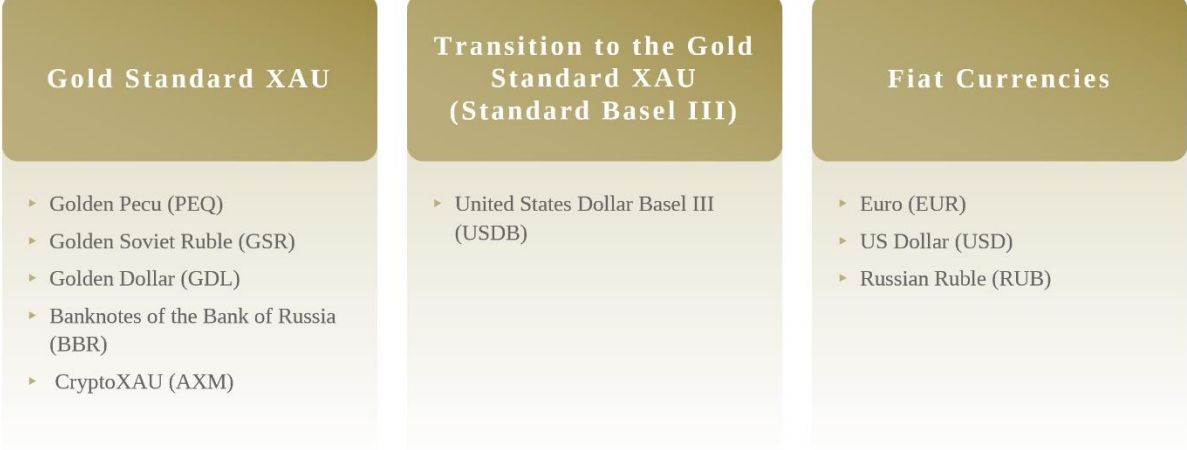 Gold Standard XAU
Golden Pecu (PEQ)
Golden Soviet Ruble (GSR)
Golden Dollar (GDL)
Banknotes of the Bank of Russia
(BBR)
CryptoXAU (AXM)
Transition to the Gold
Standard XAU
(Standard Basel III)
United States Dollar Basel III
(USDB)
Fiat Currencies
Euro (EUR)
US Dollar (USD)
Russian Ruble (RUB)